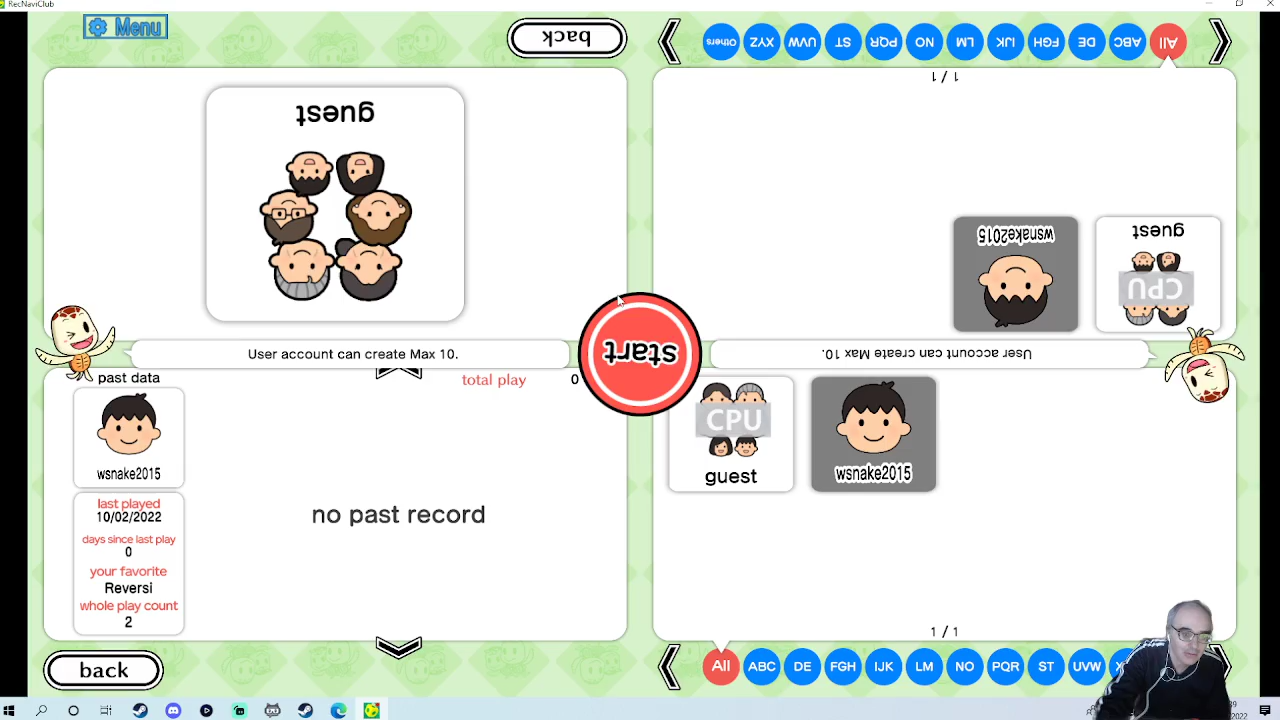 RecNaviClub
Menu
back
Others
XYZ
UVW
ST
PQR
NO
LM
IJK
FGH
DE
ABC
All
1 / 1
guest
wsnake2015
guest
CPU
User account can create Max 10.
start
User account can create Max 10.
past data
total play
0
wsnake2015
last played
10/02/2022
days since last play
0
your favorite
Reversi
whole play count
2
no past record
CPU
guest
wsnake2015
1 / 1
back
All
ABC
DE
FGH
IJK
LM
NO
PQR
ST
UVW